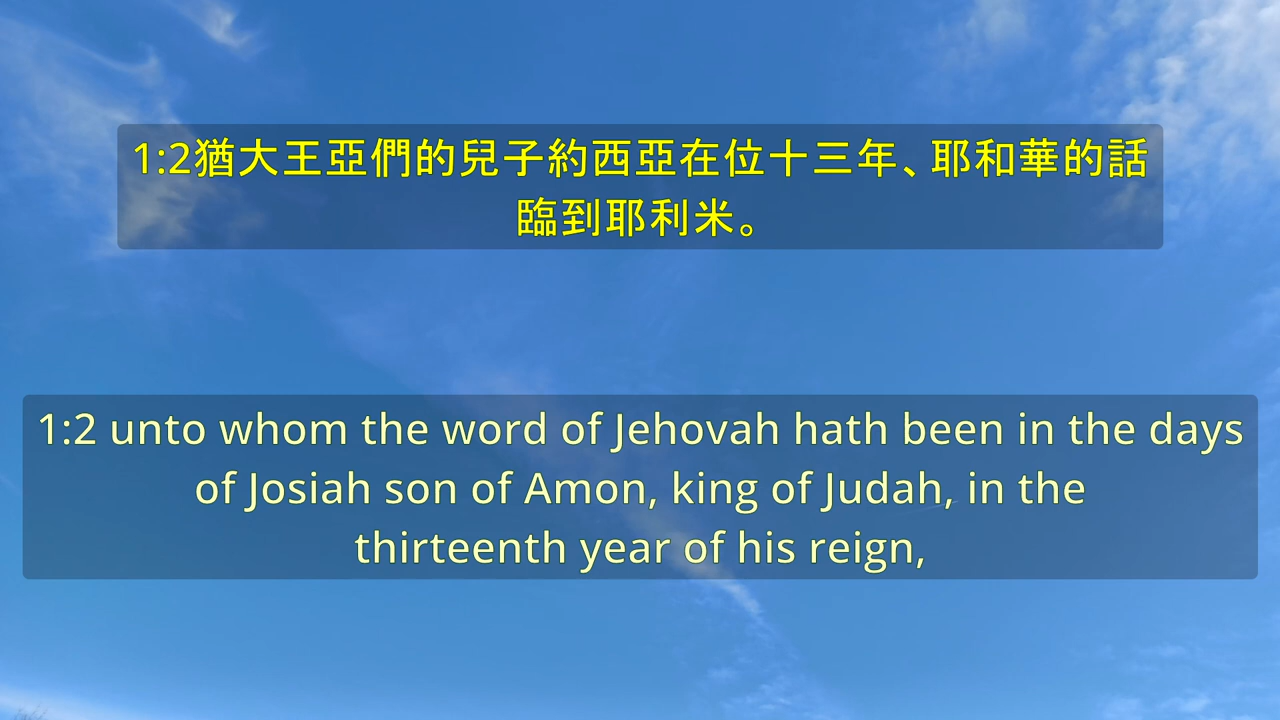 1:2猶大王亞們的兒子約西亞在位十三年、耶和華的話
臨到耶利米。
1:2 unto whom the word of Jehovah hath been in the days
of Josiah son of Amon, king of Judah, in the
thirteenth year of his reign,